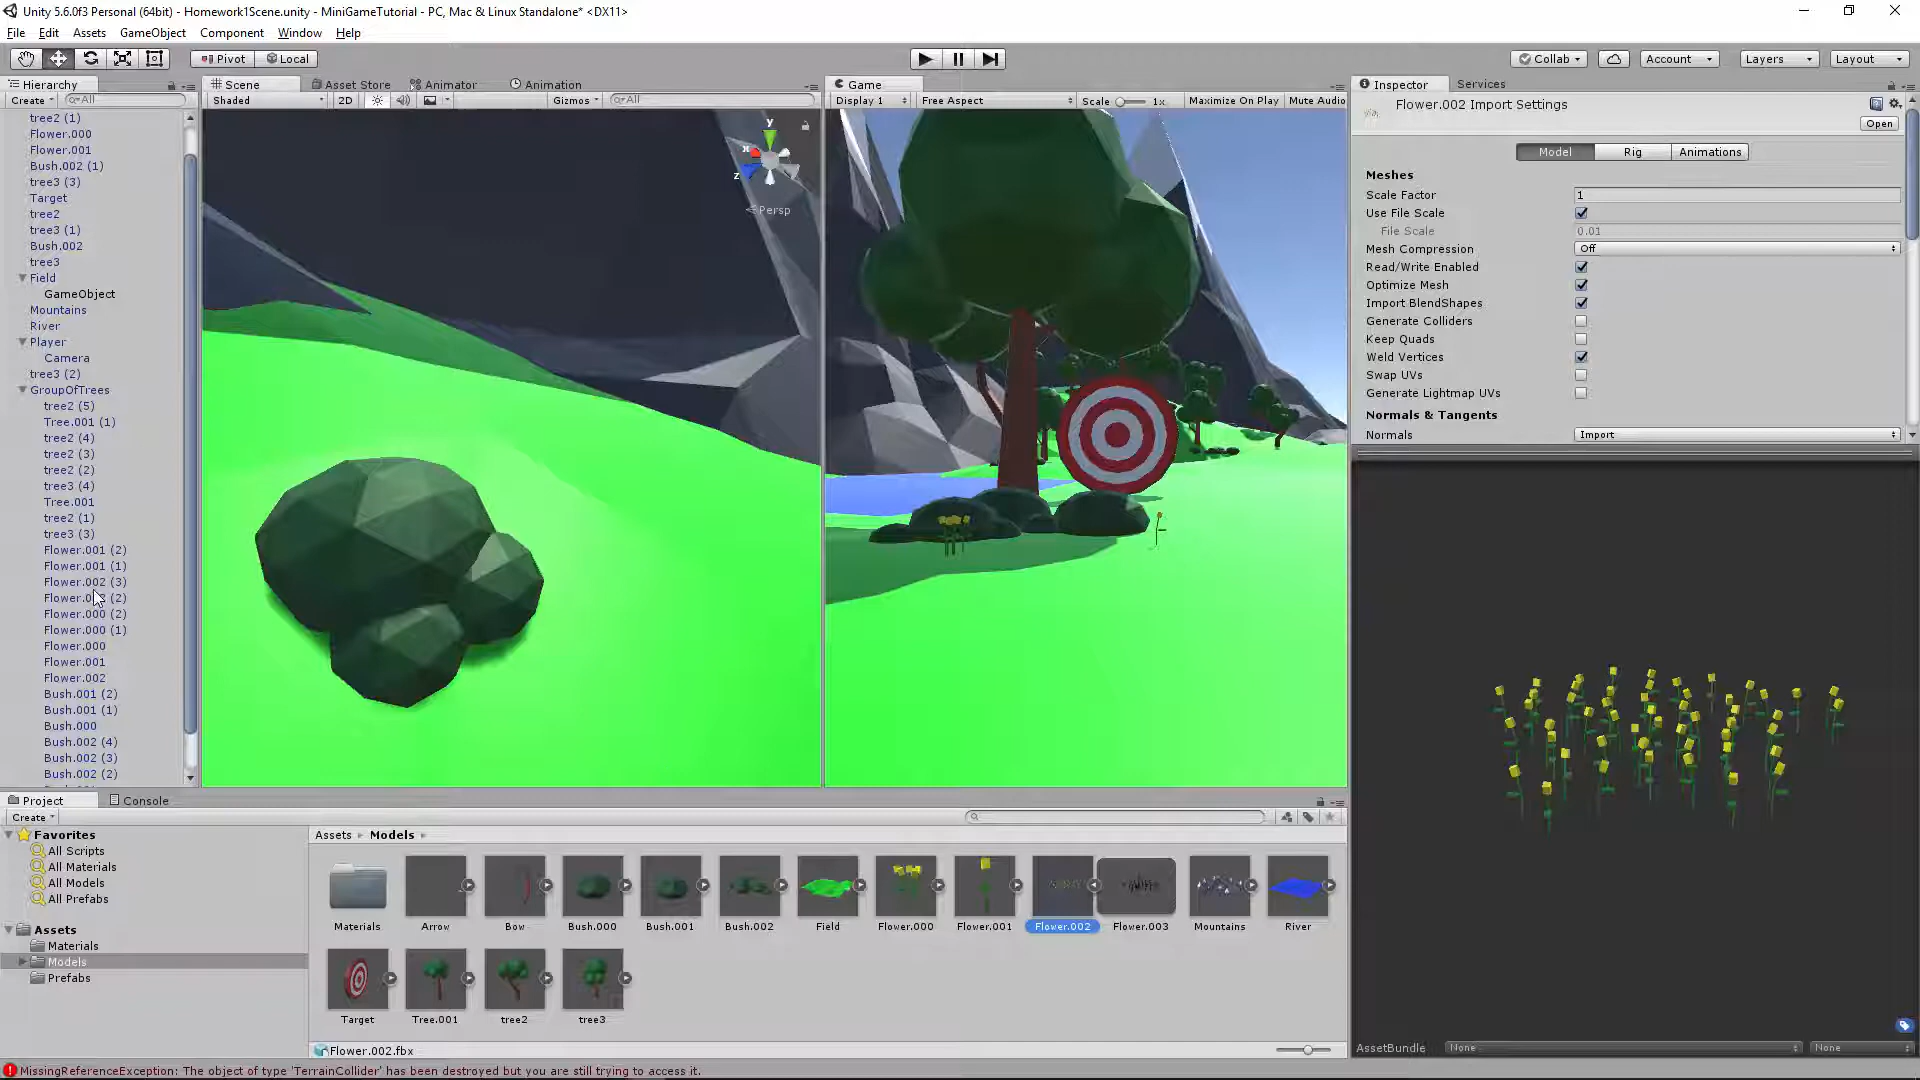 Unity 5.6.0f3 Personal (64bit) - Homework1Scene.unity - MiniGameTutorial - PC, Mac & Linux Standalone* <DX11>
File Edit Assets GameObject Component Window Help
Pivot Local Collab Account Layers Layout
Hierarchy
Create All
tree2 (1)
Flower.000
Flower.001
Bush.002 (1)
tree3 (3)
Target
tree2
tree3 (1)
Bush.002
tree3
Field
GameObject
Mountains
River
Player
Camera
tree3 (2)
GroupOfTrees
tree2 (5)
Tree.001 (1)
tree2 (4)
tree2 (3)
tree2 (2)
tree3 (4)
Tree.001
tree2 (1)
tree3 (3)
Flower.001 (2)
Flower.001 (1)
Flower.002 (3)
(2)
Flower.000 (2)
Flower.000 (1)
Flower.000
Flower.001
Flower.002
Bush.001 (2)
Bush.001 (1)
Bush.000
Bush.002 (4)
Bush.002 (3)
Bush.002 (2)
Scene Asset Store Animator Animation
Shaded 2D Gizmos All
y
x
z
Persp
Game
Display 1 Free Aspect Scale 1x Maximize On Play Mute Audio
Inspector Services
Flower.002 Import Settings
Open
Model Rig Animations
Meshes
Scale Factor 1
Use File Scale
File Scale 0.01
Mesh Compression Off
Read/Write Enabled
Optimize Mesh
Import BlendShapes
Generate Colliders
Keep Quads
Weld Vertices
Swap UVs
Generate Lightmap UVs
Normals & Tangents
Normals Import
AssetBundle None None
Project Console
Create
Favorites
All Scripts
All Materials
All Models
All Prefabs
Assets
Materials
Models
Prefabs
Assets Models
Materials Arrow Bow Bush.000 Bush.001 Bush.002 Field Flower.000 Flower.001 Flower.002 Flower.003 Mountains River
Target Tree.001 tree2 tree3
Flower.002.fbx
MissingReferenceException: The object of type 'TerrainCollider' has been destroyed but you are still trying to access it.